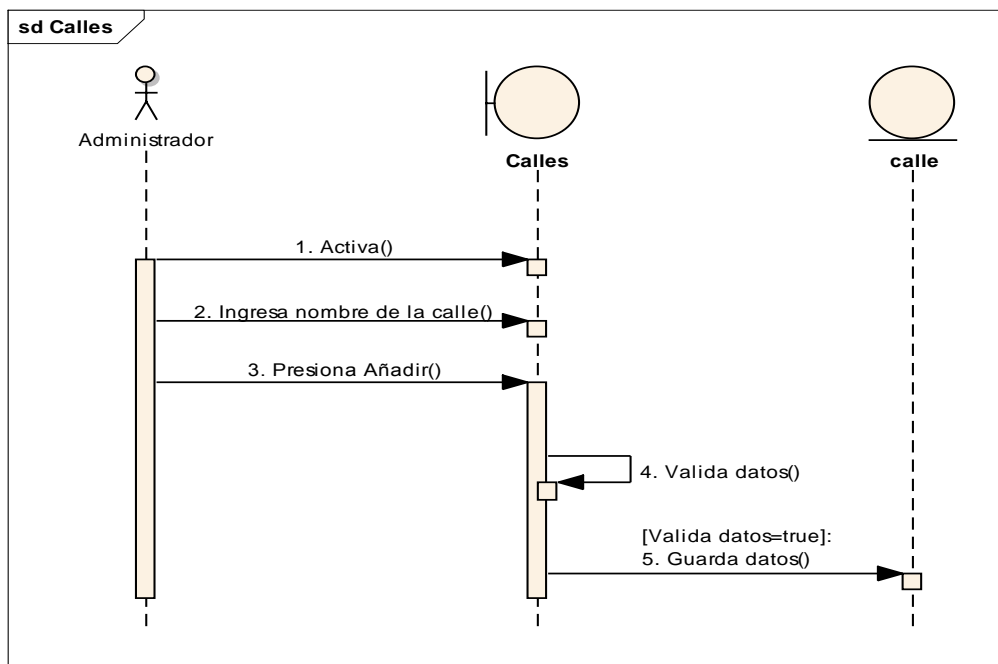 sd Calles
Administrador
Calles
calle
1. Activa()
2. Ingresa nombre de la calle()
3. Presiona Añadir()
4. Valida datos()
[Valida datos=true]:
5. Guarda datos()